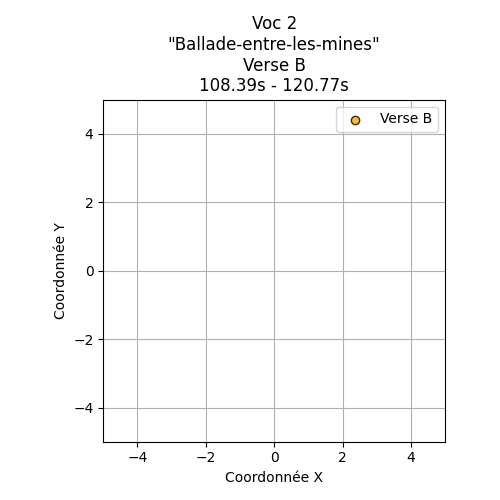 Voc 2
"Ballade-entre-les-mines"
Verse B
108.39s - 120.77s
Verse B
4
2
0
−2
−4
Coordonnée Y
−4 −2 0 2 4
Coordonnée X